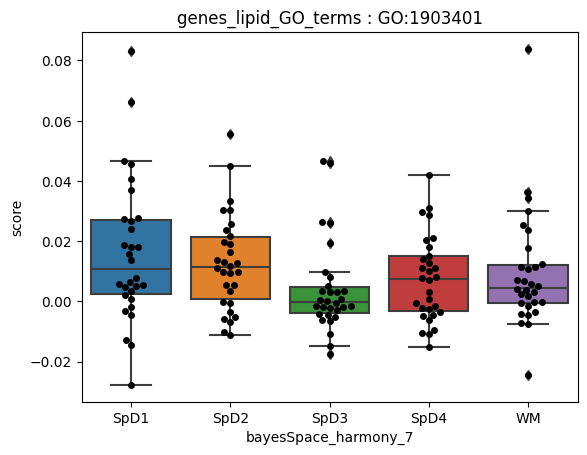 genes_lipid_GO_terms : GO:1903401
score
0.08
0.06
0.04
0.02
0.00
−0.02
SpD1 SpD2 SpD3 SpD4 WM
bayesSpace_harmony_7